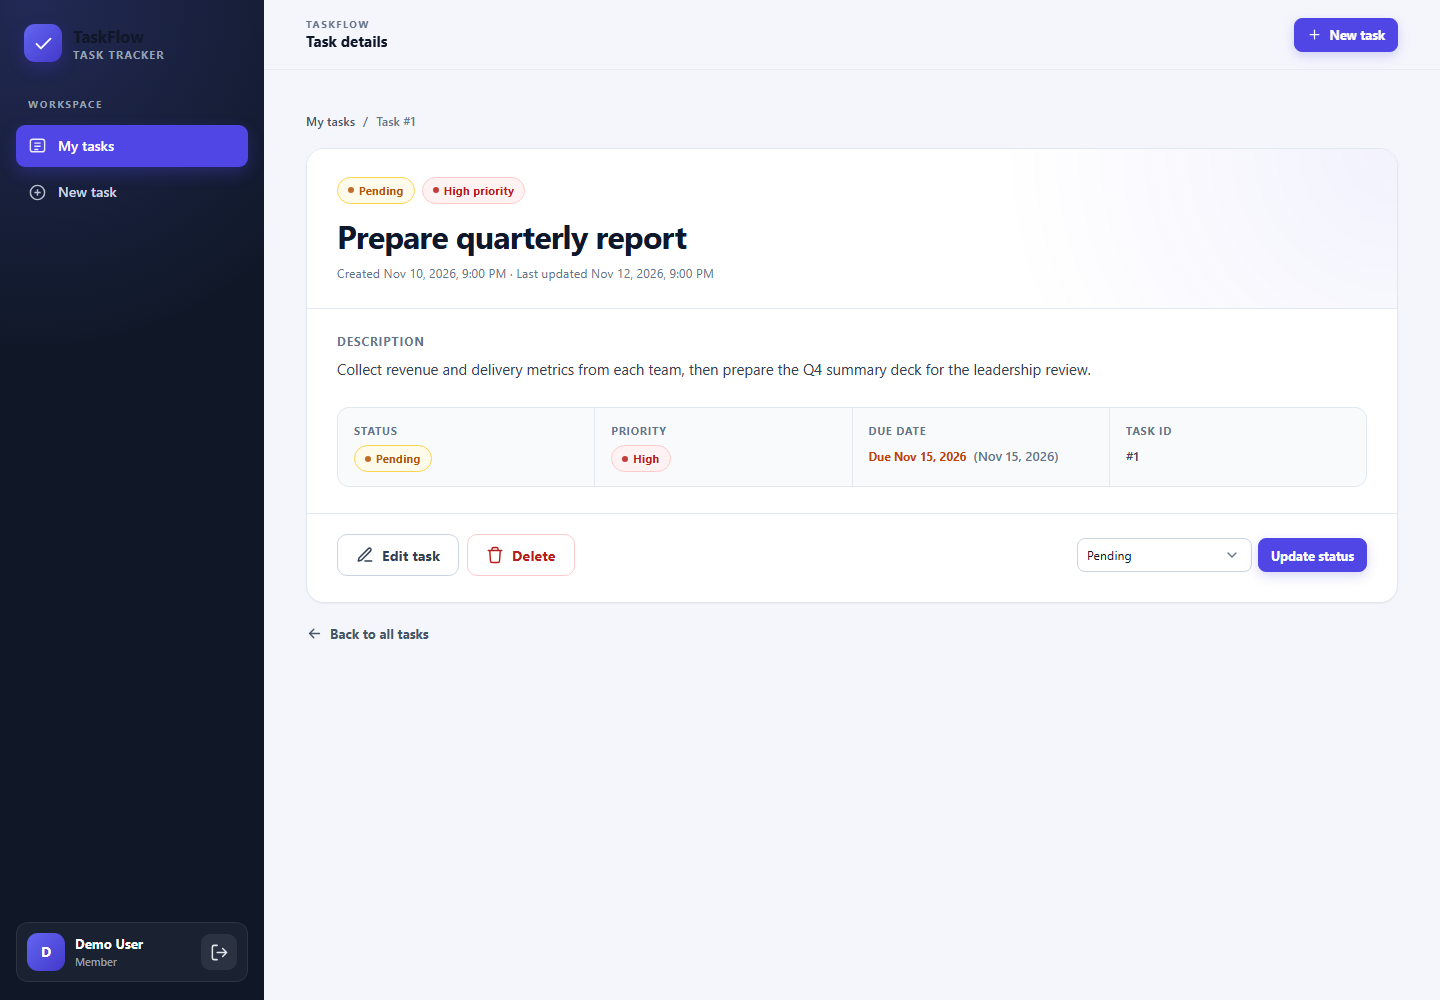 TaskFlow
TASK TRACKER
WORKSPACE
My tasks
New task
D
Demo User
Member
TASKFLOW
Task details
New task
My tasks / Task #1
Pending
High priority
Prepare quarterly report
Created Nov 10, 2026, 9:00 PM · Last updated Nov 12, 2026, 9:00 PM
DESCRIPTION
Collect revenue and delivery metrics from each team, then prepare the Q4 summary deck for the leadership review.
STATUS
Pending
PRIORITY
High
DUE DATE
Due Nov 15, 2026 (Nov 15, 2026)
TASK ID
#1
Edit task
Delete
Pending
Update status
Back to all tasks